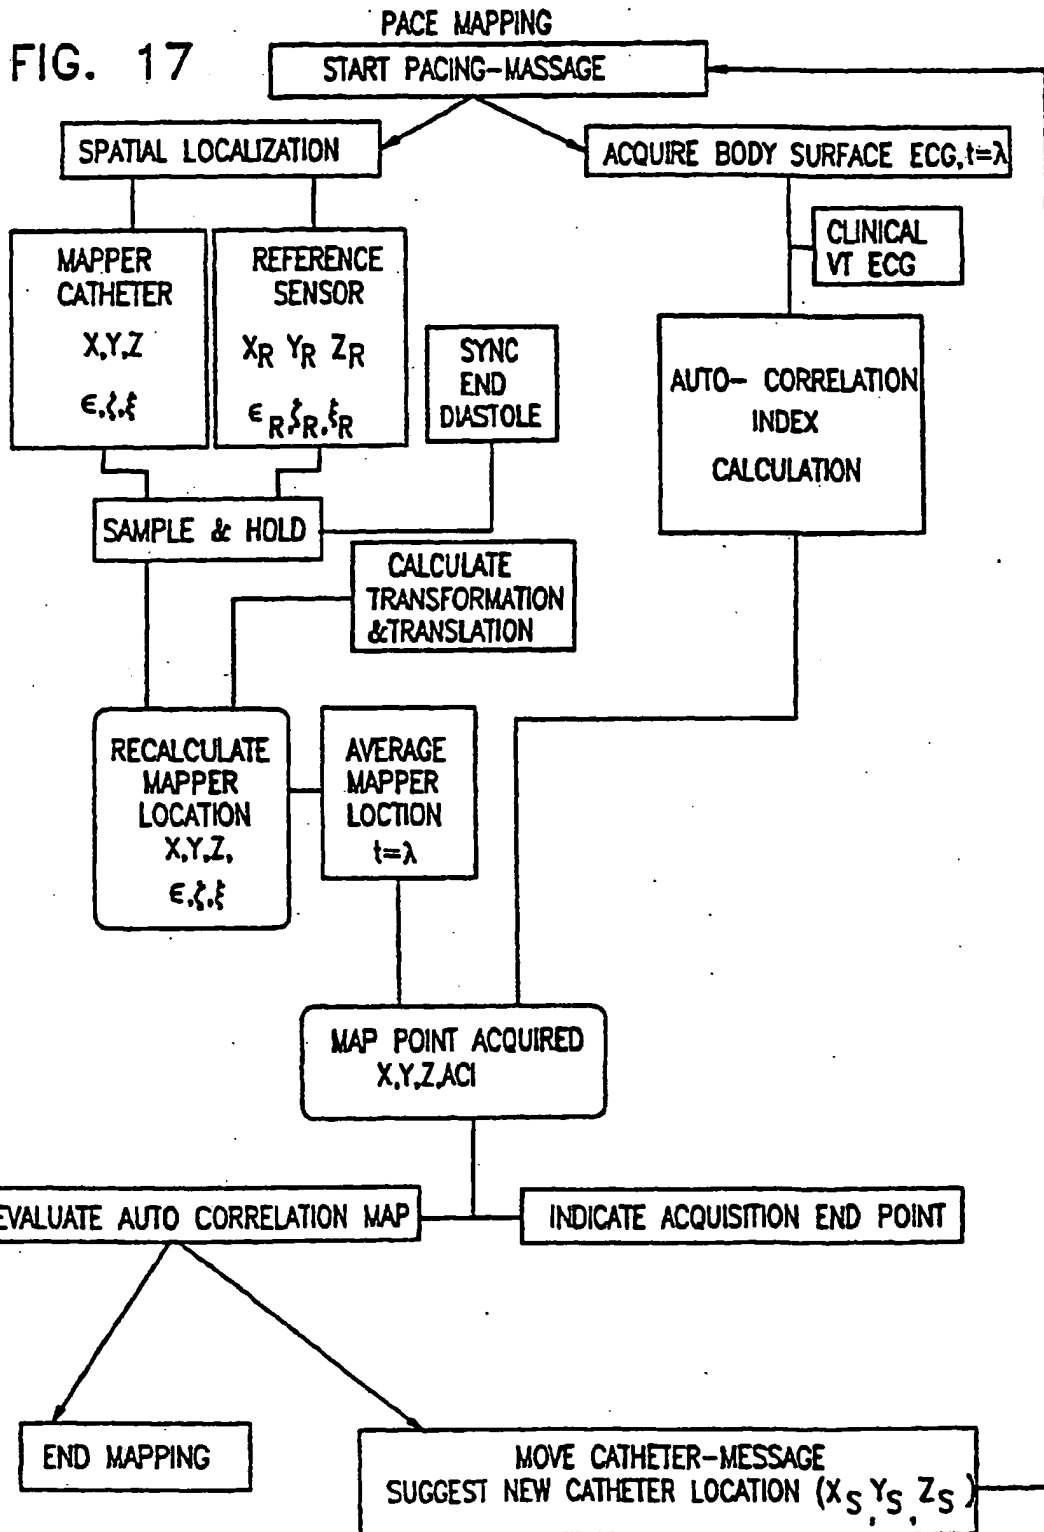 PACE MAPPING
FIG. 17
START PACING-MASSAGE
SPATIAL LOCALIZATION
ACQUIRE BODY SURFACE ECG, t=λ
MAPPER
CATHETER
X,Y,Z
ϵ,ζ,ξ
REFERENCE
SENSOR
XR YR ZR
ϵR,ζR,ξR
CLINICAL
VT ECG
SYNC
END
DIASTOLE
AUTO- CORRELATION
INDEX
CALCULATION
SAMPLE & HOLD
CALCULATE
TRANSFORMATION
&TRANSLATION
RECALCULATE
MAPPER
LOCATION
X,Y,Z,
ϵ,ζ,ξ
AVERAGE
MAPPER
LOCTION
t=λ
MAP POINT ACQUIRED
X,Y,Z,ACI
EVALUATE AUTO CORRELATION MAP
INDICATE ACQUISITION END POINT
END MAPPING
MOVE CATHETER-MESSAGE
SUGGEST NEW CATHETER LOCATION (XS, YS, ZS)